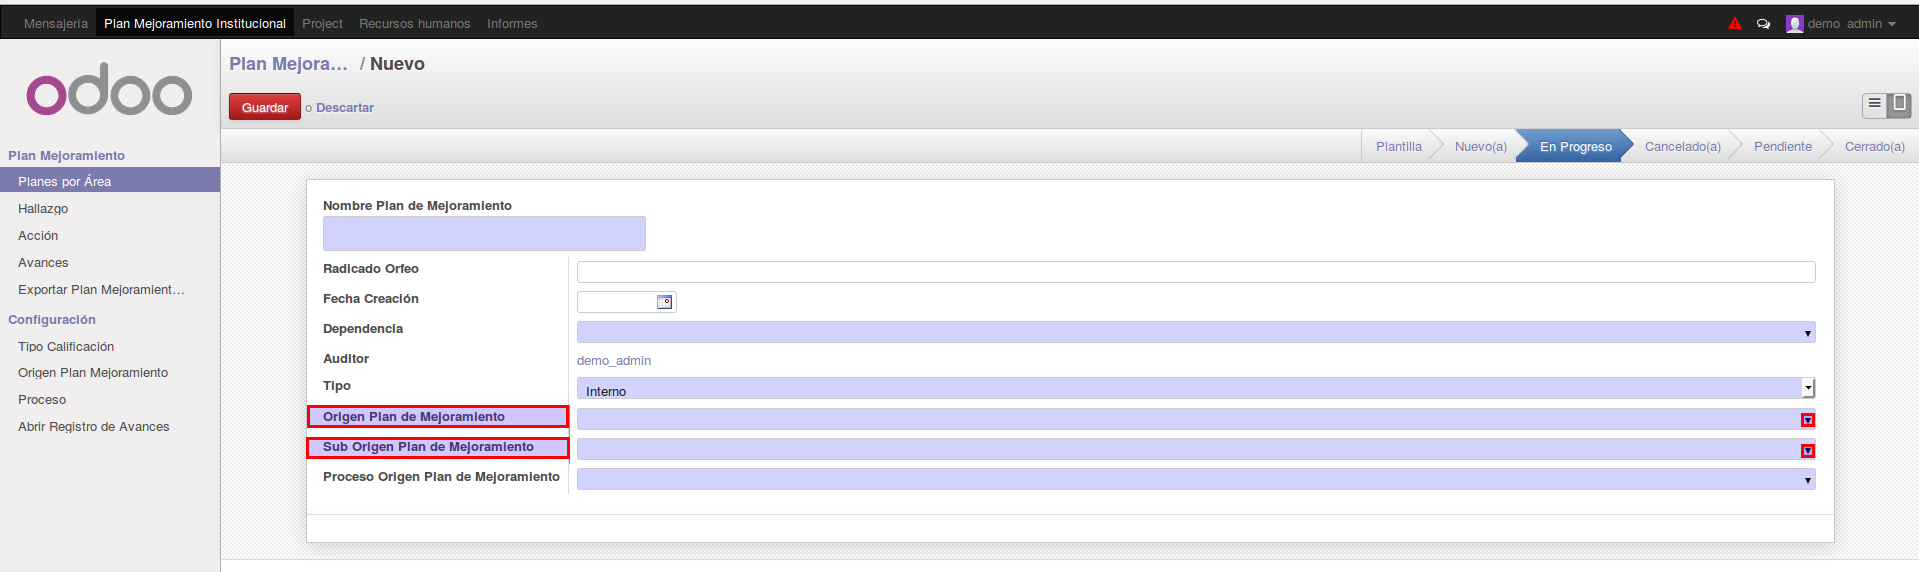 Mensajería Plan Mejoramiento Institucional Project Recursos humanos Informes demo admin
odoo
Plan Mejora... / Nuevo
Guardar o Descartar
Plantilla Nuevo(a) En Progreso Cancelado(a) Pendiente Cerrado(a)
Plan Mejoramiento
Planes por Área
Hallazgo
Acción
Avances
Exportar Plan Mejoramient...
Configuración
Tipo Calificación
Origen Plan Mejoramiento
Proceso
Abrir Registro de Avances
Nombre Plan de Mejoramiento
Radicado Orfeo
Fecha Creación
Dependencia
Auditor demo_admin
Tipo Interno
Origen Plan de Mejoramiento
Sub Origen Plan de Mejoramiento
Proceso Origen Plan de Mejoramiento